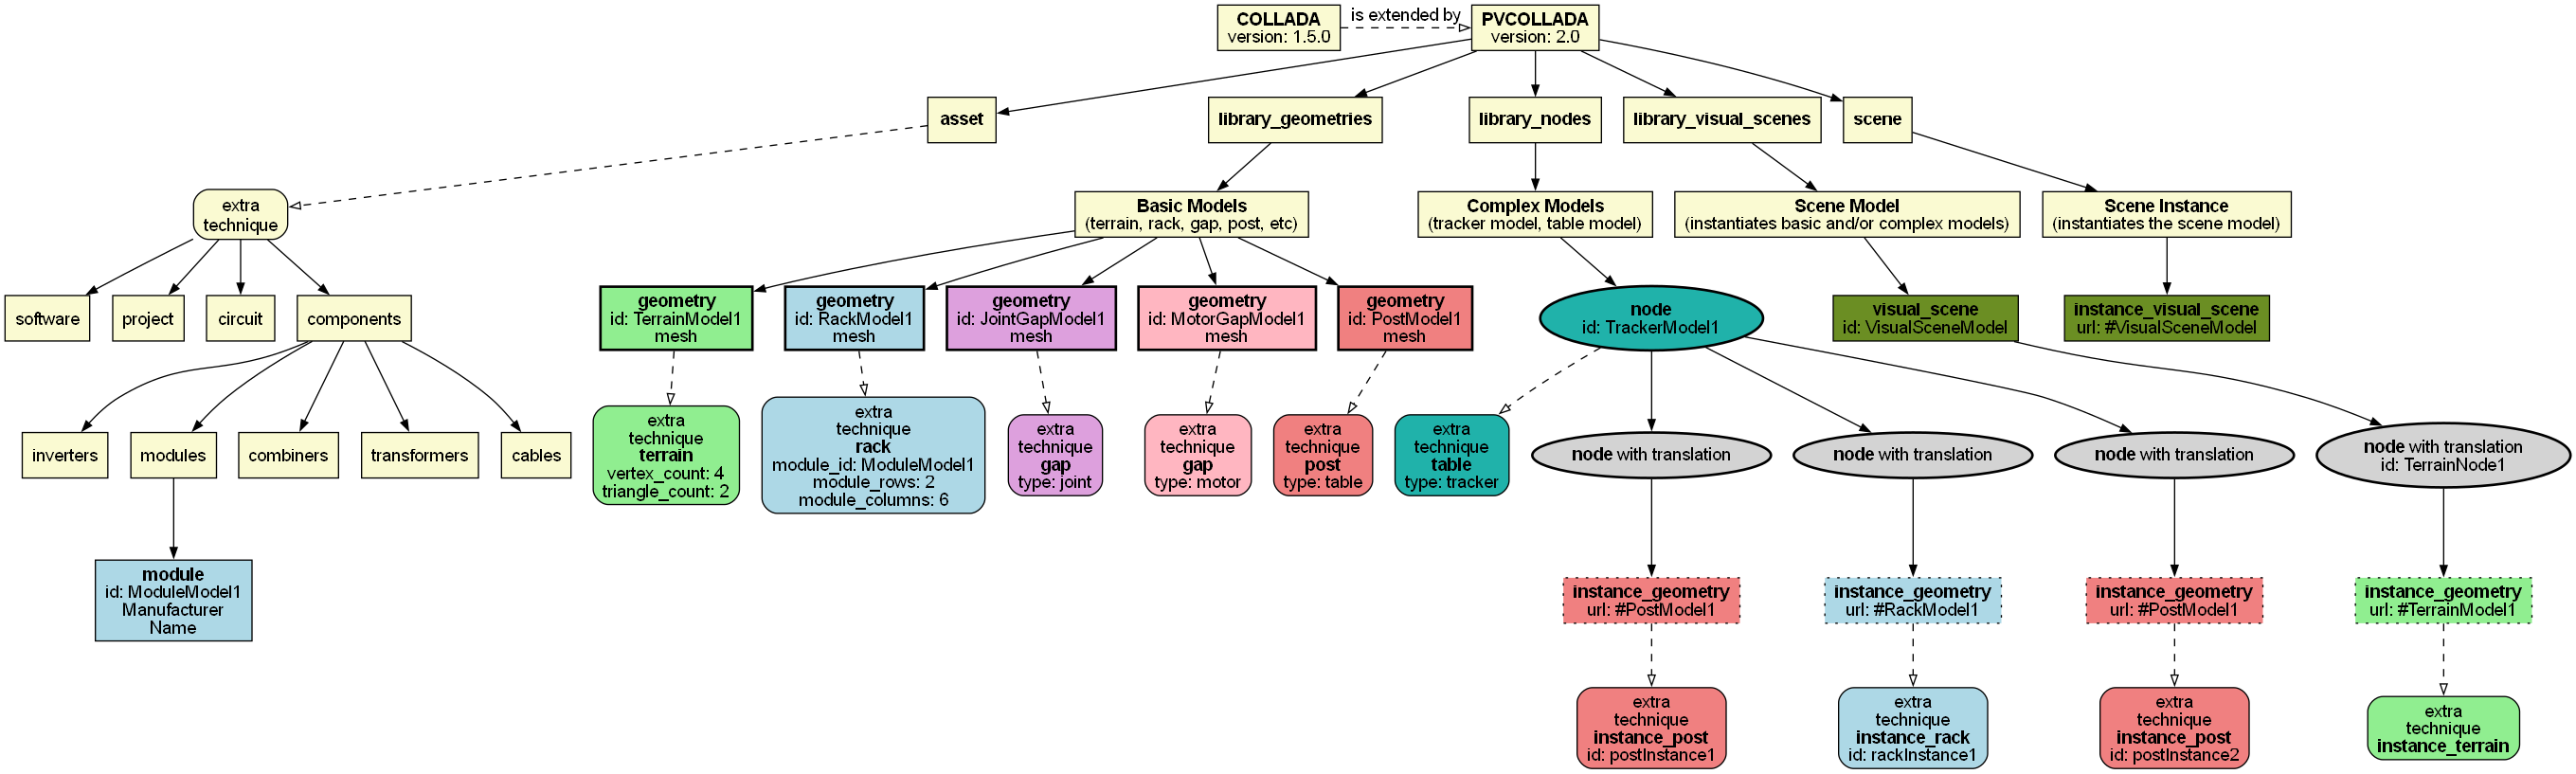 COLLADA
version: 1.5.0
is extended by
PVCOLLADA
version: 2.0
asset
library_geometries
library_nodes
library_visual_scenes
scene
extra
technique
Basic Models
(terrain, rack, gap, post, etc)
Complex Models
(tracker model, table model)
Scene Model
(instantiates basic and/or complex models)
Scene Instance
(instantiates the scene model)
software
project
circuit
components
geometry
id: TerrainModel1
mesh
geometry
id: RackModel1
mesh
geometry
id: JointGapModel1
mesh
geometry
id: MotorGapModel1
mesh
geometry
id: PostModel1
mesh
node
id: TrackerModel1
visual_scene
id: VisualSceneModel
instance_visual_scene
url: #VisualSceneModel
inverters
modules
combiners
transformers
cables
extra
technique
terrain
vertex_count: 4
triangle_count: 2
extra
technique
rack
module_id: ModuleModel1
module_rows: 2
module_columns: 6
extra
technique
gap
type: joint
extra
technique
gap
type: motor
extra
technique
post
type: table
extra
technique
table
type: tracker
node with translation
node with translation
node with translation
node with translation
id: TerrainNode1
module
id: ModuleModel1
Manufacturer
Name
instance_geometry
url: #PostModel1
instance_geometry
url: #RackModel1
instance_geometry
url: #PostModel1
instance_geometry
url: #TerrainModel1
extra
technique
instance_post
id: postInstance1
extra
technique
instance_rack
id: rackInstance1
extra
technique
instance_post
id: postInstance2
extra
technique
instance_terrain